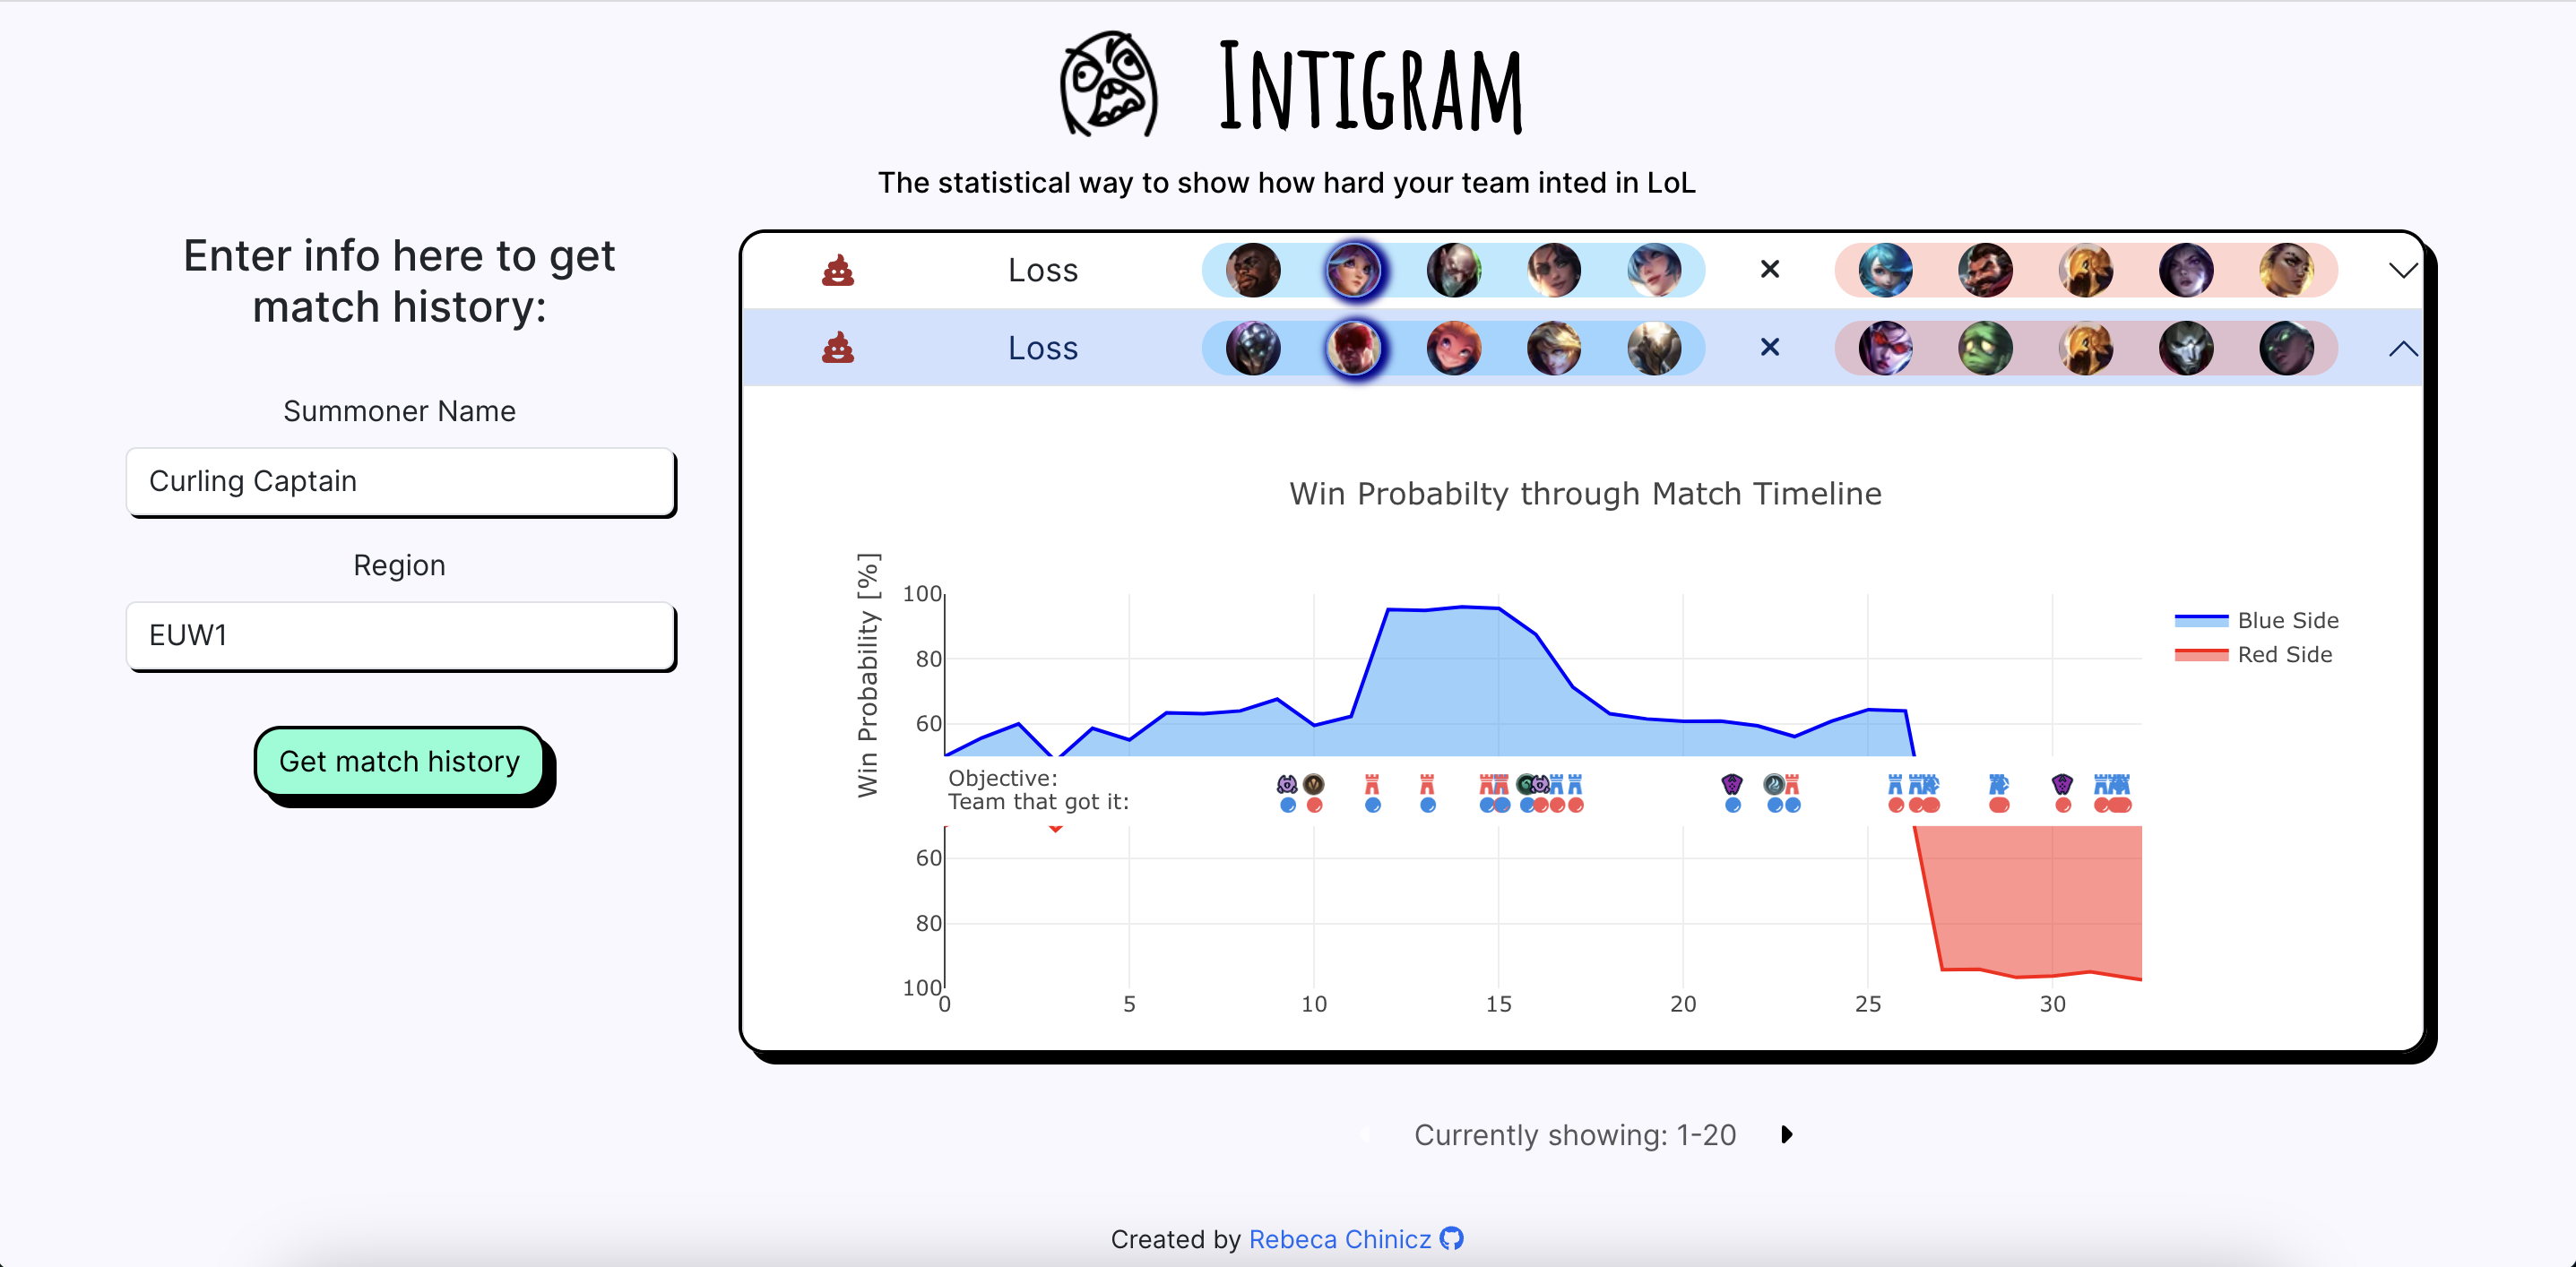 INTIGRAM
The statistical way to show how hard your team inted in LoL
Enter info here to get
match history:
Summoner Name
Curling Captain
Region
EUW1
Get match history
Loss
Loss
Win Probabilty through Match Timeline
Win Probability [%]
100
80
60
Objective:
Team that got it:
60
80
100
0 5 10 15 20 25 30
Blue Side
Red Side
Currently showing: 1-20
Created by Rebeca Chinicz